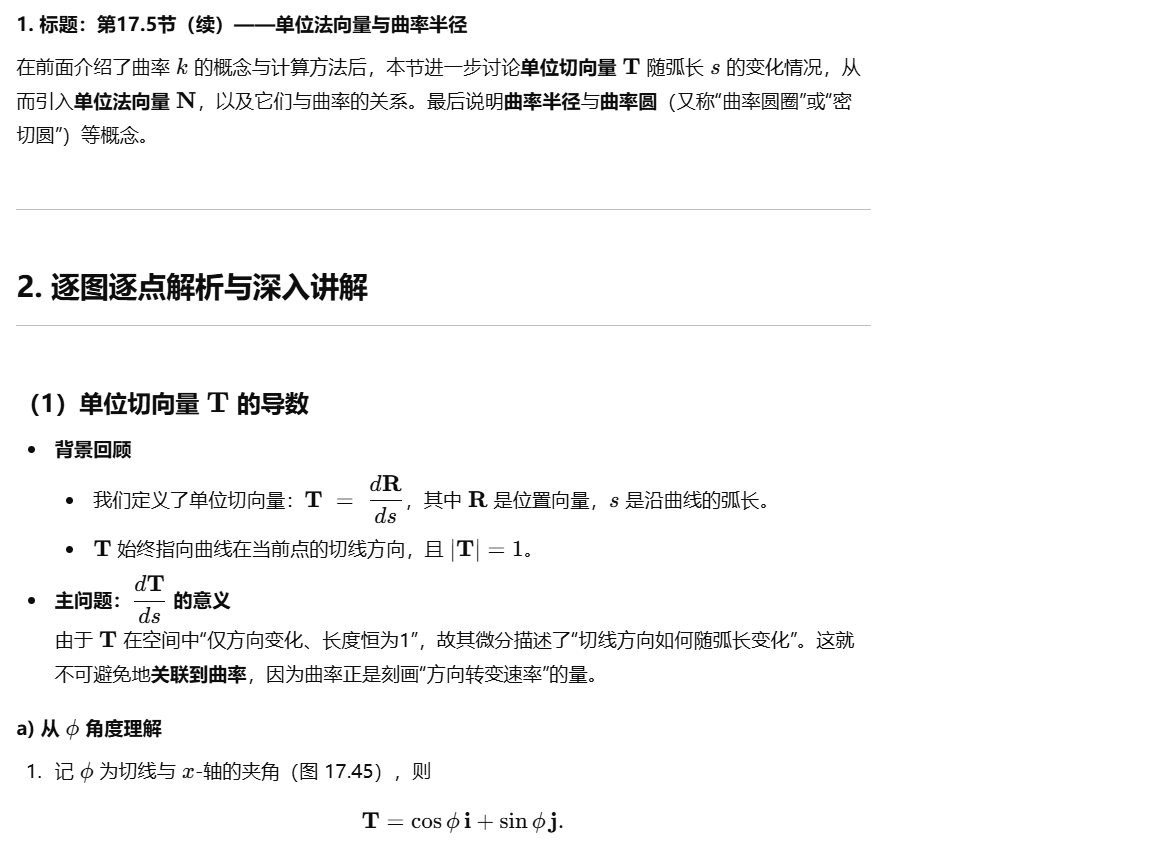 1. 标题：第17.5节（续）——单位法向量与曲率半径
在前面介绍了曲率 k 的概念与计算方法后，本节进一步讨论单位切向量 T 随弧长 s 的变化情况，从
而引入单位法向量 N，以及它们与曲率的关系。最后说明曲率半径与曲率圆（又称“曲率圆圈”或“密
切圆”）等概念。
2. 逐图逐点解析与深入讲解
（1）单位切向量 T 的导数
• 背景回顾
• 我们定义了单位切向量：T = dR/ds，其中 R 是位置向量，s 是沿曲线的弧长。
• T 始终指向曲线在当前点的切线方向，且 |T| = 1。
• 主问题：dT/ds 的意义
由于 T 在空间中“仅方向变化、长度恒为1”，故其微分描述了“切线方向如何随弧长变化”。这就
不可避免地关联到曲率，因为曲率正是刻画“方向转变速率”的量。
a) 从 ϕ 角度理解
1. 记 ϕ 为切线与 x-轴的夹角（图 17.45），则
T = cos ϕ i + sin ϕ j.